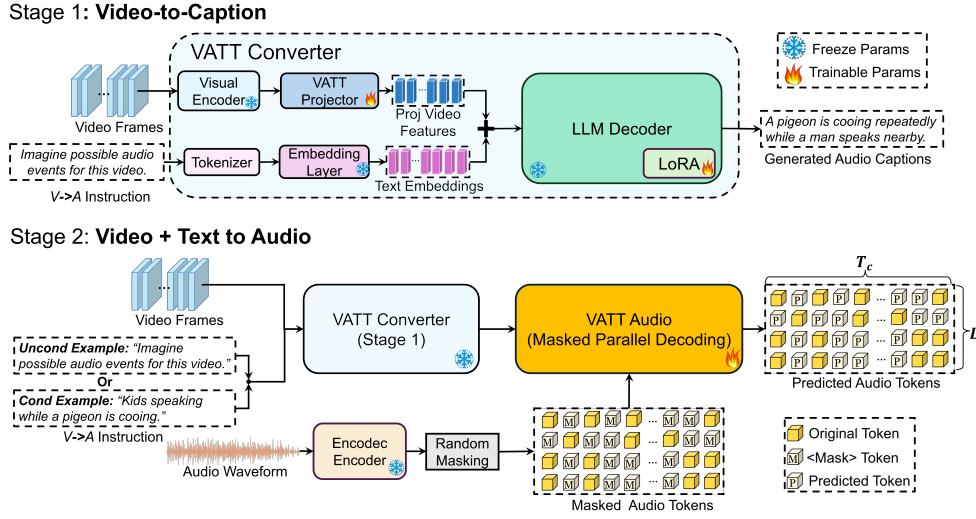 Stage 1: Video-to-Caption
VATT Converter
Visual
Encoder
VATT
Projector
Proj Video
Features
Video Frames
LLM Decoder
LoRA
Freeze Params
Trainable Params
A pigeon is cooing repeatedly
while a man speaks nearby.
Generated Audio Captions
Imagine possible audio
events for this video.
V->A Instruction
Tokenizer
Embedding
Layer
Text Embeddings
Stage 2: Video + Text to Audio
Video Frames
Uncond Example: “Imagine
possible audio events for this video.”
Or
Cond Example: “Kids speaking
while a pigeon is cooing.”
V->A Instruction
VATT Converter
(Stage 1)
VATT Audio
(Masked Parallel Decoding)
T_c
P P P ... P P
P P P ... P P
P P P ... P
P P P ... P
L
Predicted Audio Tokens
Audio Waveform
Encodec
Encoder
Random
Masking
M M M ... M M
M M M ... M M
M M M ... M
M M M ... M
Masked Audio Tokens
Original Token
M <Mask> Token
P Predicted Token